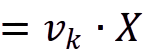 = v_k · X